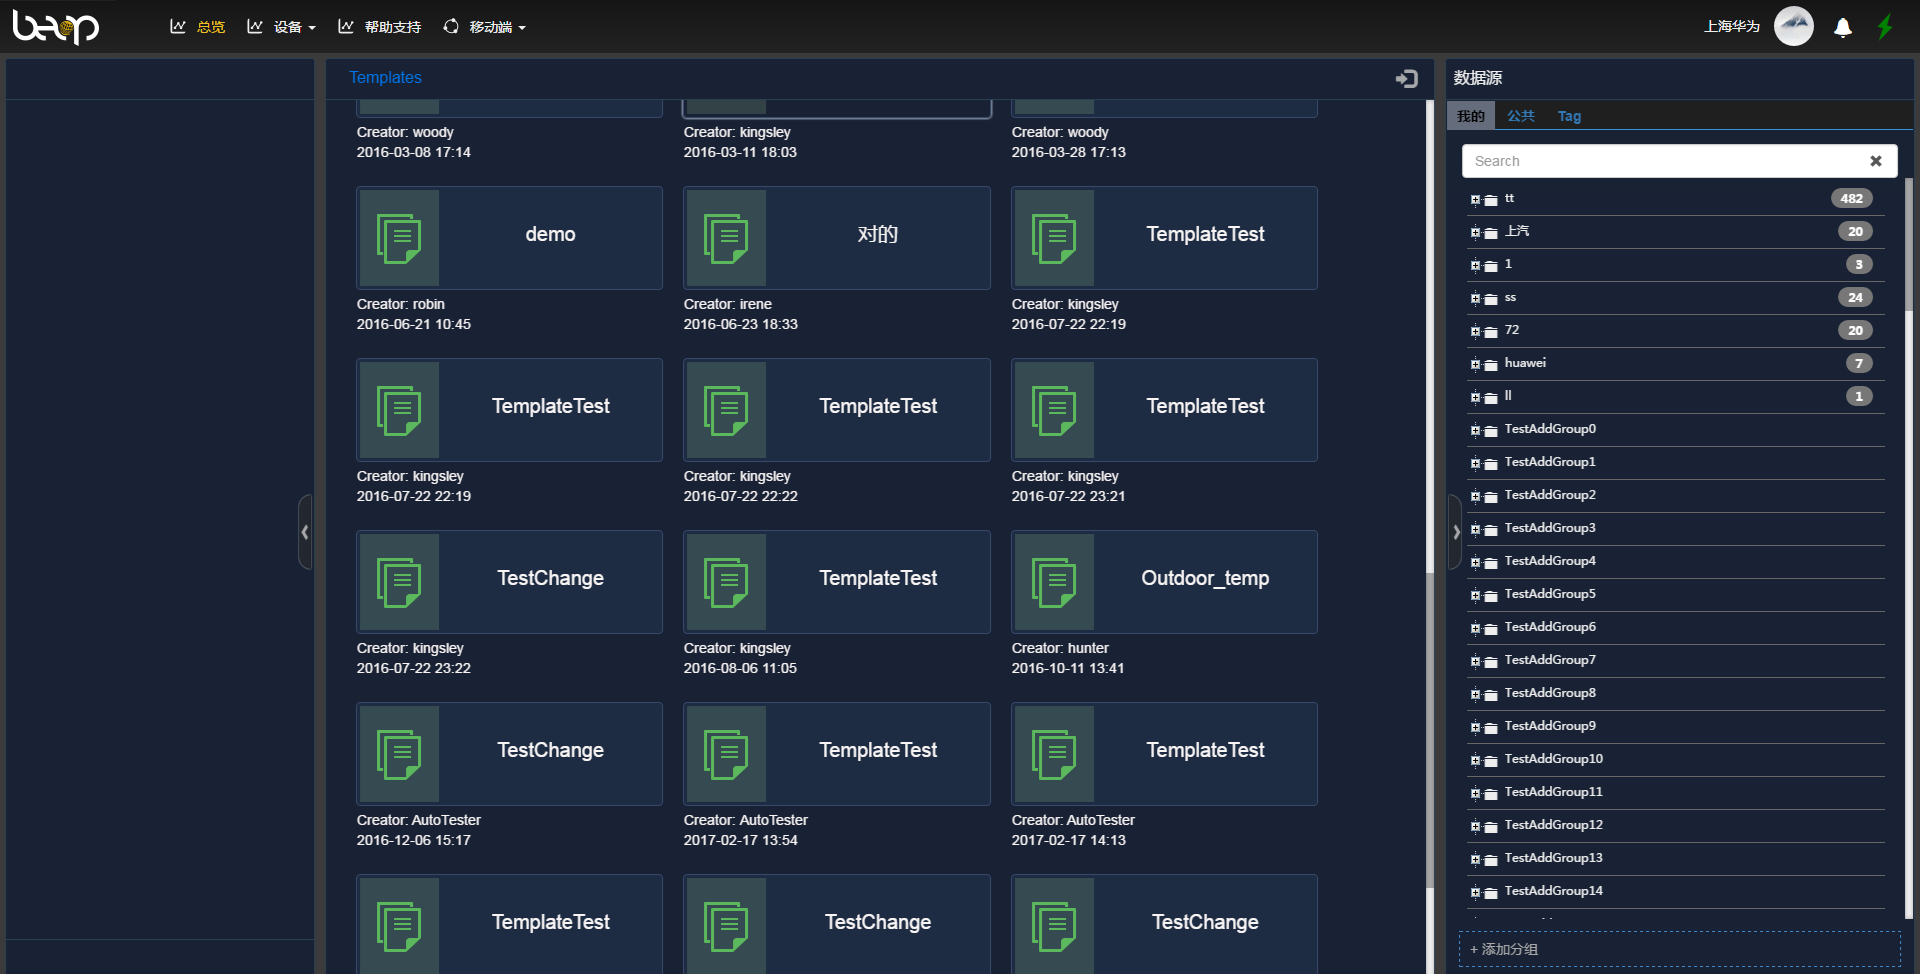 beop
总览
设备
帮助支持
移动端
上海华为
Templates
Creator: woody
2016-03-08 17:14
Creator: kingsley
2016-03-11 18:03
Creator: woody
2016-03-28 17:13
demo
Creator: robin
2016-06-21 10:45
对的
Creator: irene
2016-06-23 18:33
TemplateTest
Creator: kingsley
2016-07-22 22:19
TemplateTest
Creator: kingsley
2016-07-22 22:19
TemplateTest
Creator: kingsley
2016-07-22 22:22
TemplateTest
Creator: kingsley
2016-07-22 23:21
TestChange
Creator: kingsley
2016-07-22 23:22
TemplateTest
Creator: kingsley
2016-08-06 11:05
Outdoor_temp
Creator: hunter
2016-10-11 13:41
TestChange
Creator: AutoTester
2016-12-06 15:17
TemplateTest
Creator: AutoTester
2017-02-17 13:54
TemplateTest
Creator: AutoTester
2017-02-17 14:13
TemplateTest
TestChange
TestChange
数据源
我的 公共 Tag
Search
tt 482
上汽 20
1 3
ss 24
72 20
huawei 7
ll 1
TestAddGroup0
TestAddGroup1
TestAddGroup2
TestAddGroup3
TestAddGroup4
TestAddGroup5
TestAddGroup6
TestAddGroup7
TestAddGroup8
TestAddGroup9
TestAddGroup10
TestAddGroup11
TestAddGroup12
TestAddGroup13
TestAddGroup14
+ 添加分组